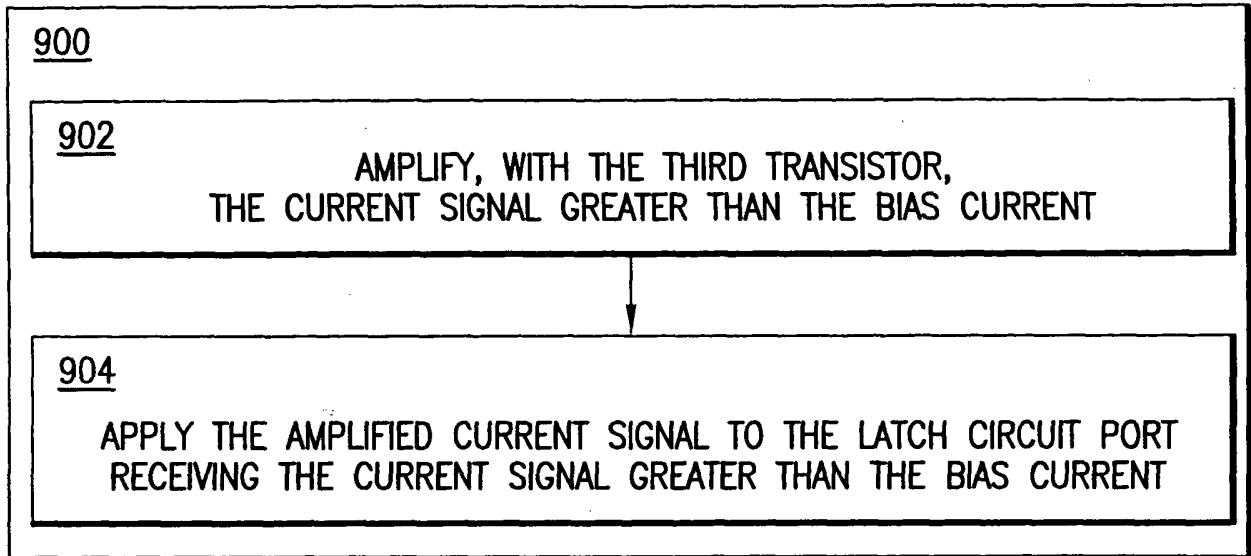 900
902
AMPLIFY, WITH THE THIRD TRANSISTOR,
THE CURRENT SIGNAL GREATER THAN THE BIAS CURRENT
904
APPLY THE AMPLIFIED CURRENT SIGNAL TO THE LATCH CIRCUIT PORT
RECEIVING THE CURRENT SIGNAL GREATER THAN THE BIAS CURRENT